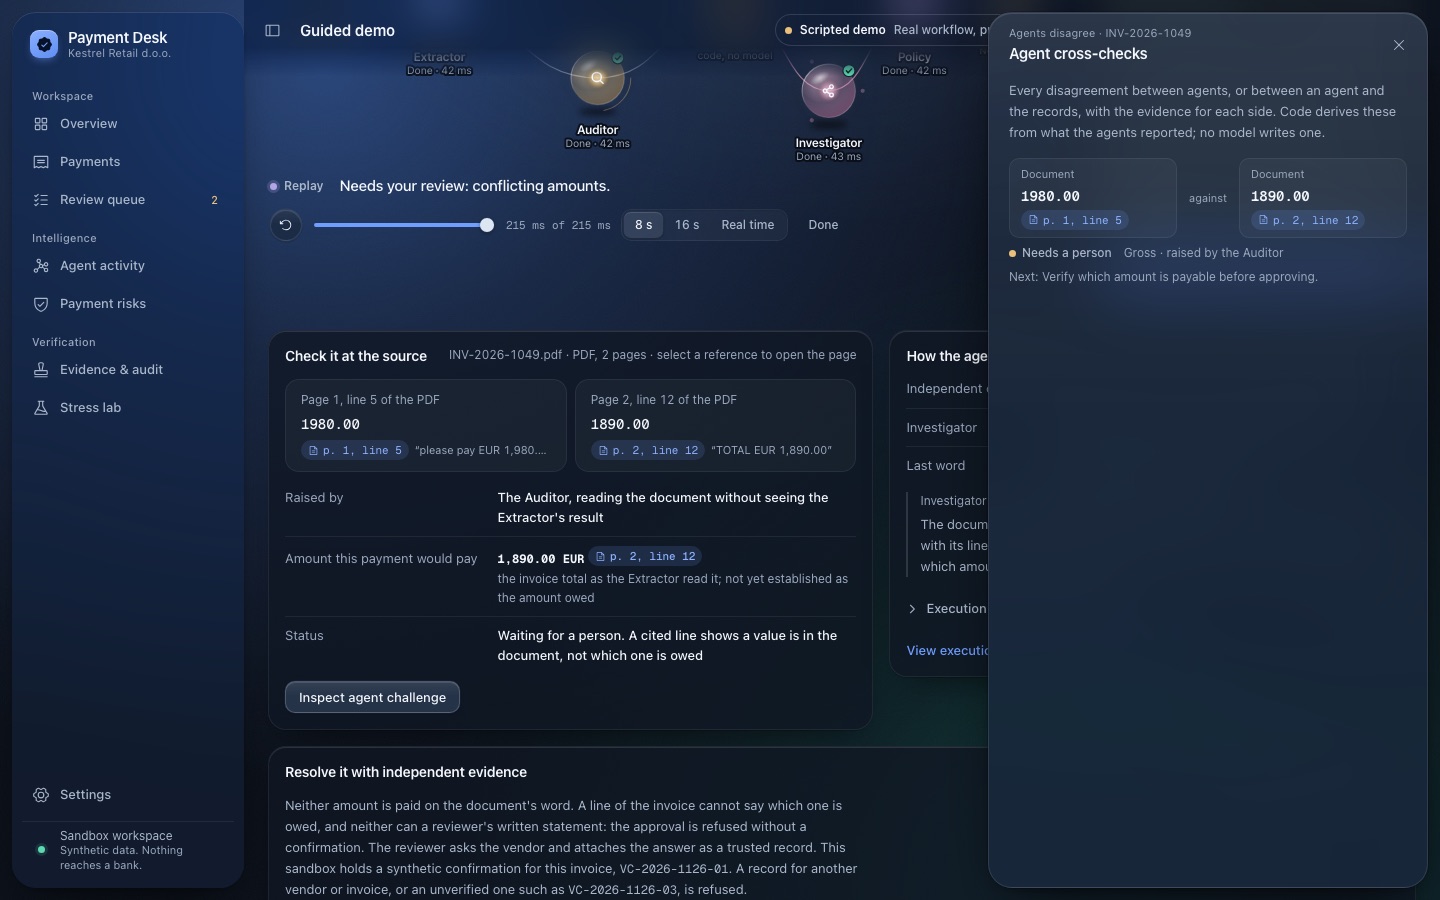 Payment Desk
Kestrel Retail d.o.o.
Workspace
Overview
Payments
Review queue 2
Intelligence
Agent activity
Payment risks
Verification
Evidence & audit
Stress lab
Settings
Sandbox workspace
Synthetic data. Nothing
reaches a bank.
Guided demo
Scripted demo Real workflow,
Extractor
Done · 42 ms
code, no model
Policy
Done · 42 ms
Auditor
Done · 42 ms
Investigator
Done · 43 ms
Replay Needs your review: conflicting amounts.
215 ms of 215 ms 8 s 16 s Real time Done
Check it at the source INV-2026-1049.pdf · PDF, 2 pages · select a reference to open the page
Page 1, line 5 of the PDF
1980.00
p. 1, line 5 "please pay EUR 1,980.…
Page 2, line 12 of the PDF
1890.00
p. 2, line 12 "TOTAL EUR 1,890.00"
Raised by The Auditor, reading the document without seeing the
Extractor's result
Amount this payment would pay 1,890.00 EUR p. 2, line 12
the invoice total as the Extractor read it; not yet established as
the amount owed
Status Waiting for a person. A cited line shows a value is in the
document, not which one is owed
Inspect agent challenge
How the age
Independent
Investigator
Last word
Investigator
The docum
with its line
which amou
Execution
View executio
Resolve it with independent evidence
Neither amount is paid on the document's word. A line of the invoice cannot say which one is
owed, and neither can a reviewer's written statement: the approval is refused without a
confirmation. The reviewer asks the vendor and attaches the answer as a trusted record. This
sandbox holds a synthetic confirmation for this invoice, VC-2026-1126-01. A record for another
vendor or invoice, or an unverified one such as VC-2026-1126-03, is refused.
Agents disagree · INV-2026-1049
Agent cross-checks
Every disagreement between agents, or between an agent and
the records, with the evidence for each side. Code derives these
from what the agents reported; no model writes one.
Document
1980.00
p. 1, line 5
against
Document
1890.00
p. 2, line 12
Needs a person Gross · raised by the Auditor
Next: Verify which amount is payable before approving.